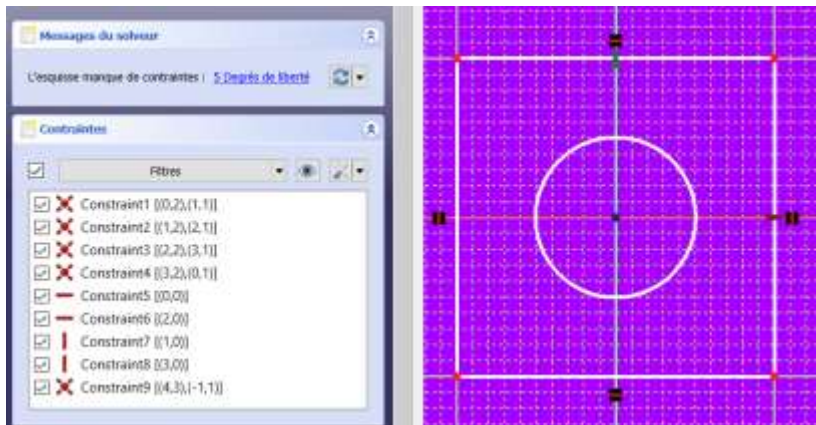 Messages du solveur
L'esquisse manque de contraintes : 5 Degrés de liberté
Contraintes
Filtres
Constraint1 [(0,2),(1,1)]
Constraint2 [(1,2),(2,1)]
Constraint3 [(2,2),(3,1)]
Constraint4 [(3,2),(0,1)]
Constraint5 [(0,0)]
Constraint6 [(2,0)]
Constraint7 [(1,0)]
Constraint8 [(3,0)]
Constraint9 [(4,3),(-1,1)]